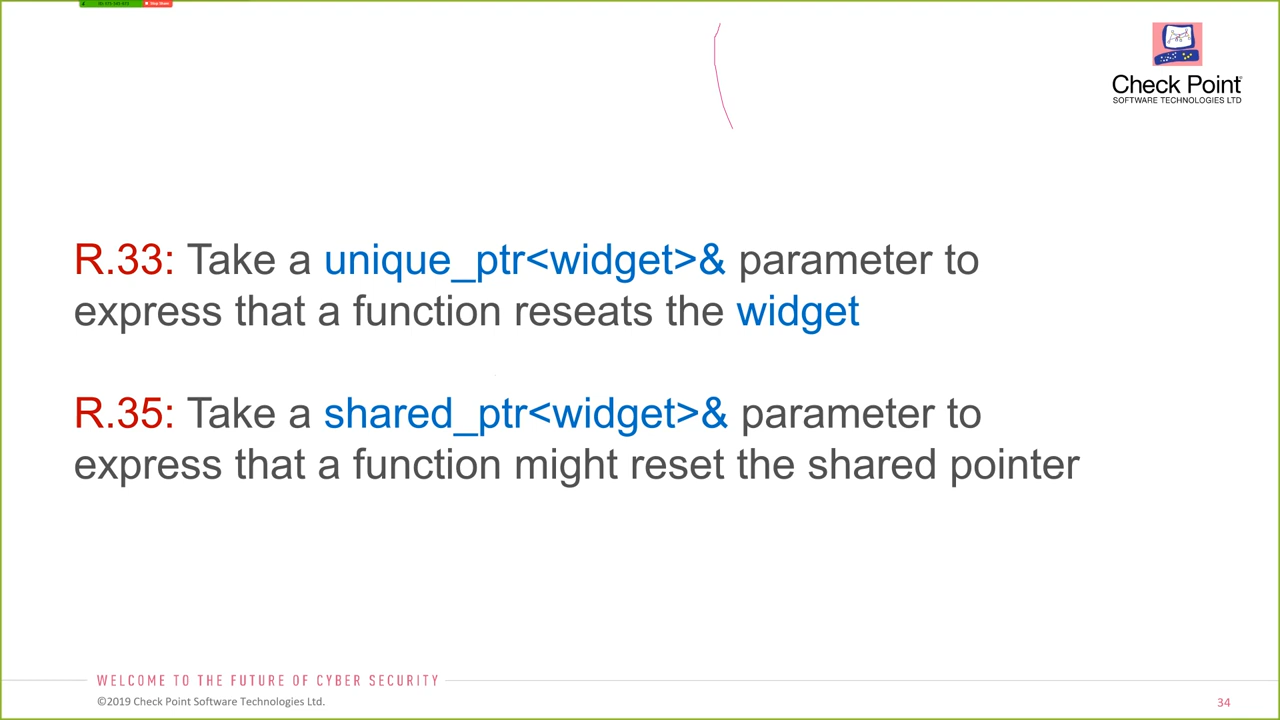 Check Point
SOFTWARE TECHNOLOGIES LTD
R.33: Take a unique_ptr<widget>& parameter to
express that a function reseats the widget
R.35: Take a shared_ptr<widget>& parameter to
express that a function might reset the shared pointer
WELCOME TO THE FUTURE OF CYBER SECURITY
©2019 Check Point Software Technologies Ltd.
34